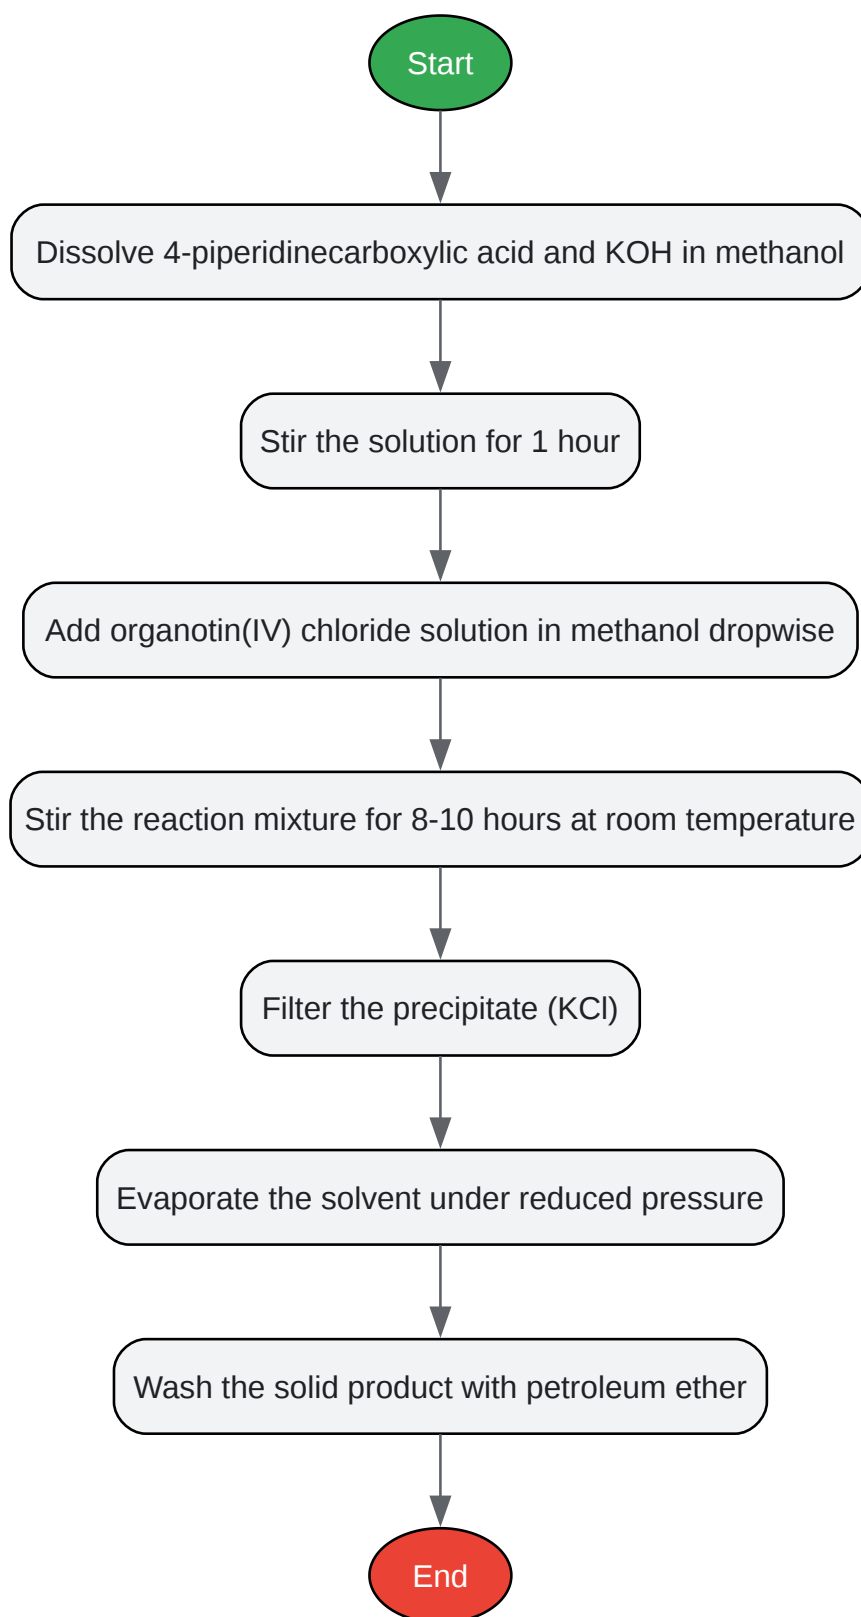 Start
Dissolve 4-piperidinecarboxylic acid and KOH in methanol
Stir the solution for 1 hour
Add organotin(IV) chloride solution in methanol dropwise
Stir the reaction mixture for 8-10 hours at room temperature
Filter the precipitate (KCl)
Evaporate the solvent under reduced pressure
Wash the solid product with petroleum ether
End